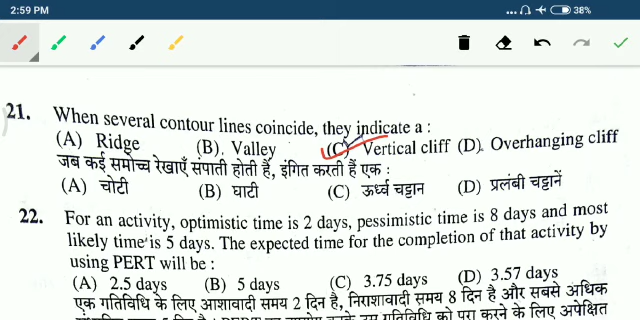 2:59 PM
38%
21. When several contour lines coincide, they indicate a :
(A) Ridge (B). Valley (C) Vertical cliff (D). Overhanging cliff
जब कई समोच्च रेखाएँ संपाती होती हैं, इंगित करती हैं एक :
(A) चोटी (B) घाटी (C) ऊर्ध्व चट्टान (D) प्रलंबी चट्टानें
22. For an activity, optimistic time is 2 days, pessimistic time is 8 days and most
likely time is 5 days. The expected time for the completion of that activity by
using PERT will be :
(A) 2.5 days (B) 5 days (C) 3.75 days (D) 3.57 days
एक गतिविधि के लिए आशावादी समय 2 दिन है, निराशावादी समय 8 दिन है और सबसे अधिक
गतिविधि को पूरा करने के लिए अपेक्षित